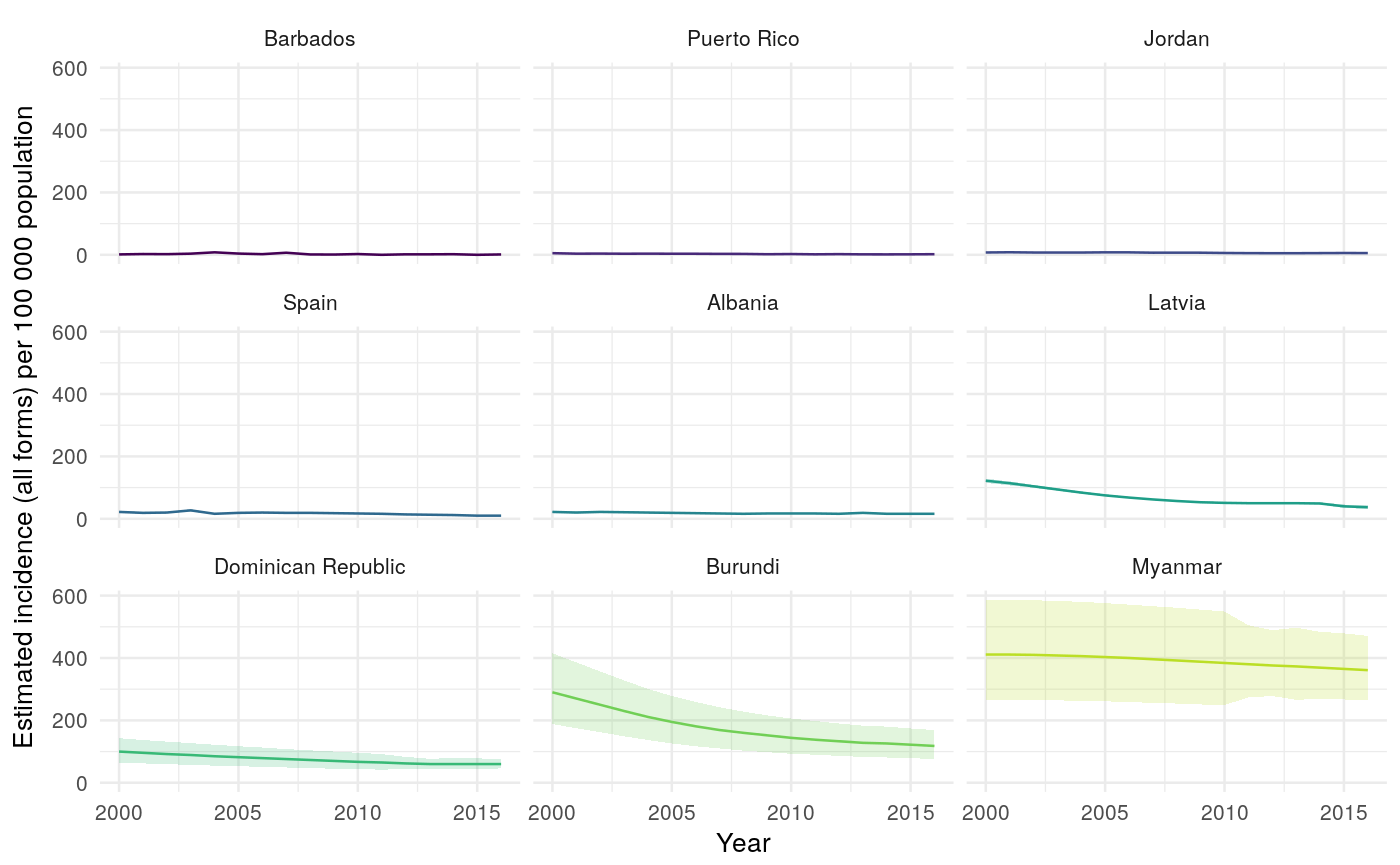 Barbados
Puerto Rico
Jordan
600
400
200
0
Spain
Albania
Latvia
600
400
200
0
Dominican Republic
Burundi
Myanmar
600
400
200
0
2000 2005 2010 2015
2000 2005 2010 2015
2000 2005 2010 2015
Year
Estimated incidence (all forms) per 100 000 population